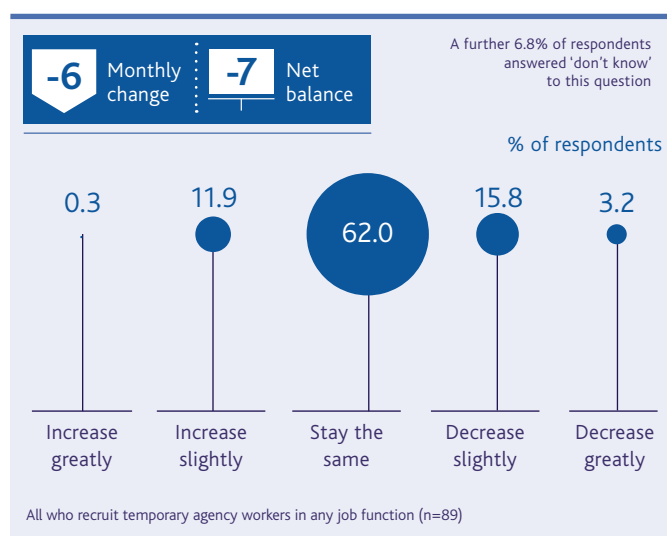 -6
Monthly
change
-7
Net
balance
A further 6.8% of respondents
answered ‘don’t know’
to this question
% of respondents
0.3
11.9
62.0
15.8
3.2
Increase
greatly
Increase
slightly
Stay the
same
Decrease
slightly
Decrease
greatly
All who recruit temporary agency workers in any job function (n=89)